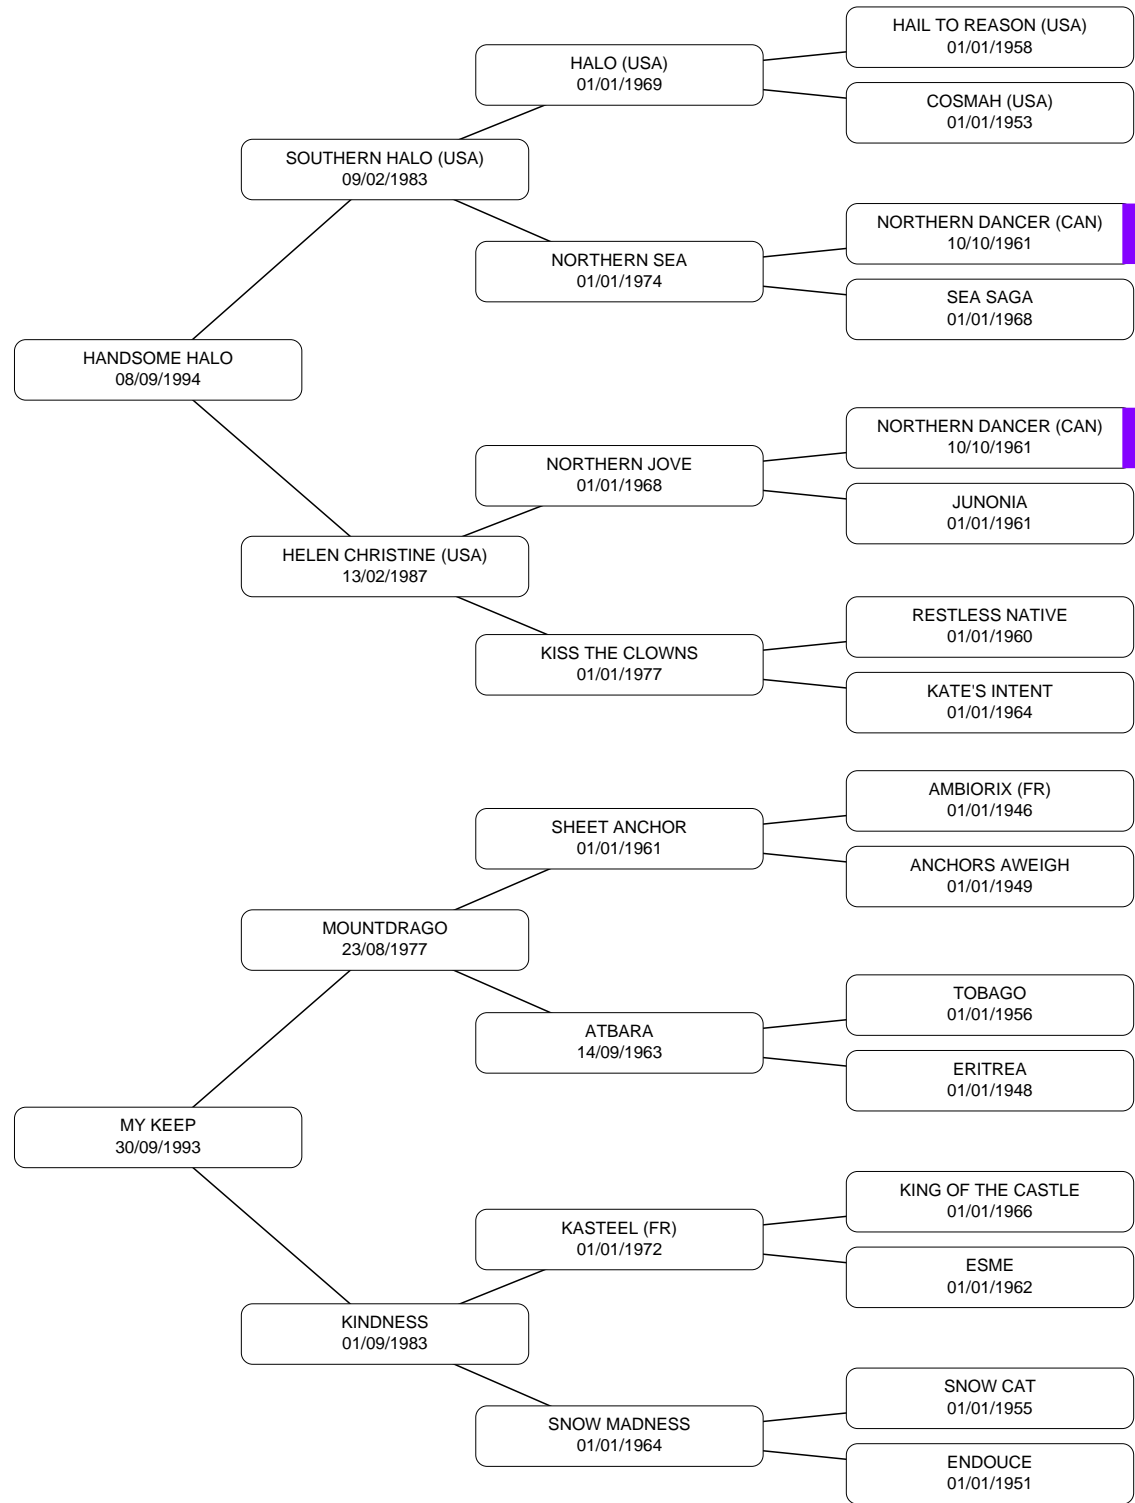 HAIL TO REASON (USA)
01/01/1958
HALO (USA)
01/01/1969
COSMAH (USA)
01/01/1953
SOUTHERN HALO (USA)
09/02/1983
NORTHERN DANCER (CAN)
10/10/1961
NORTHERN SEA
01/01/1974
SEA SAGA
01/01/1968
HANDSOME HALO
08/09/1994
NORTHERN DANCER (CAN)
10/10/1961
NORTHERN JOVE
01/01/1968
JUNONIA
01/01/1961
HELEN CHRISTINE (USA)
13/02/1987
RESTLESS NATIVE
01/01/1960
KISS THE CLOWNS
01/01/1977
KATE'S INTENT
01/01/1964
AMBIORIX (FR)
01/01/1946
SHEET ANCHOR
01/01/1961
ANCHORS AWEIGH
01/01/1949
MOUNTDRAGO
23/08/1977
TOBAGO
01/01/1956
ATBARA
14/09/1963
ERITREA
01/01/1948
MY KEEP
30/09/1993
KING OF THE CASTLE
01/01/1966
KASTEEL (FR)
01/01/1972
ESME
01/01/1962
KINDNESS
01/09/1983
SNOW CAT
01/01/1955
SNOW MADNESS
01/01/1964
ENDOUCE
01/01/1951